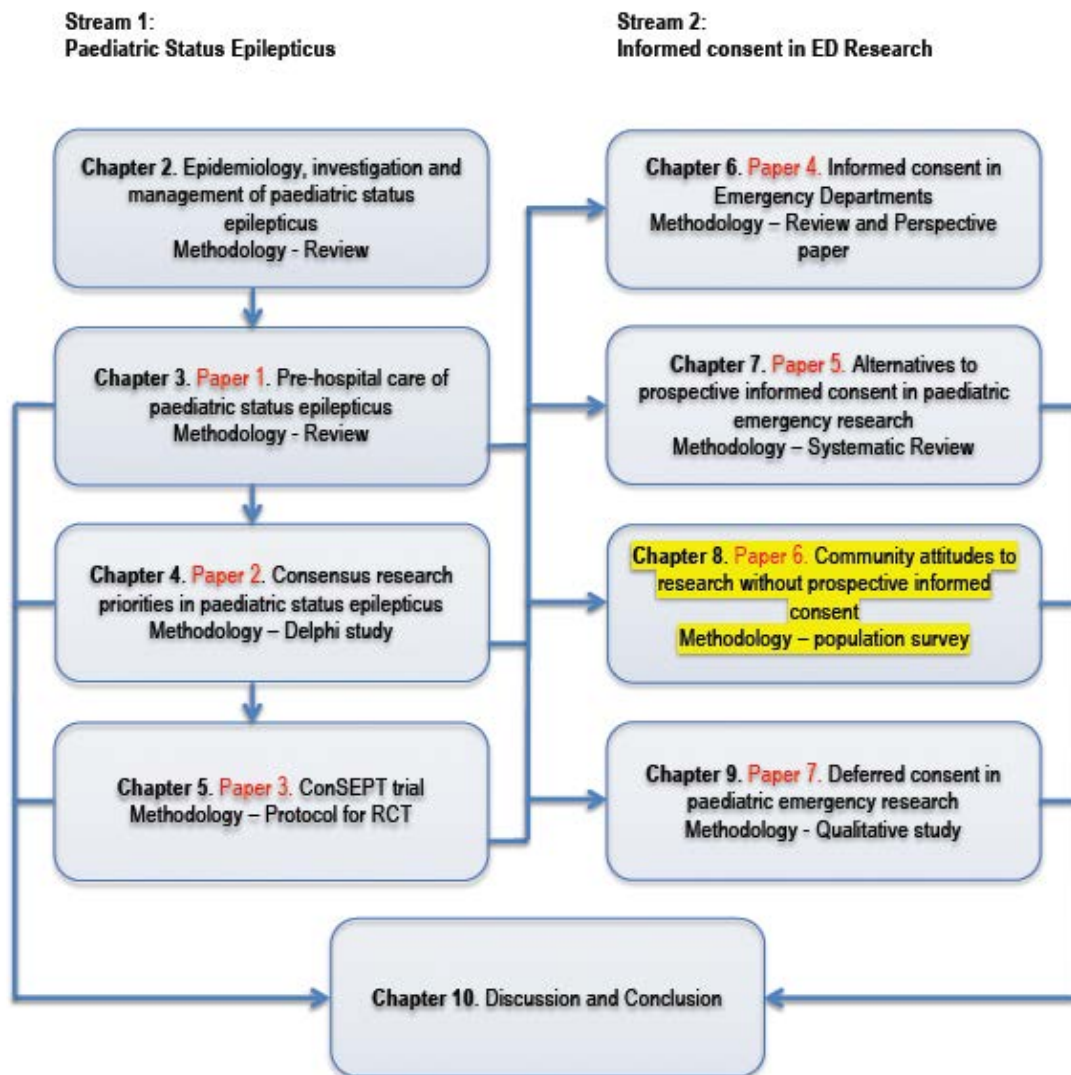 Stream 1:
Paediatric Status Epilepticus
Stream 2:
Informed consent in ED Research
Chapter 2. Epidemiology, investigation and
management of paediatric status
epilepticus
Methodology - Review
Chapter 3. Paper 1. Pre-hospital care of
paediatric status epilepticus
Methodology - Review
Chapter 4. Paper 2. Consensus research
priorities in paediatric status epilepticus
Methodology – Delphi study
Chapter 5. Paper 3. ConSEPT trial
Methodology – Protocol for RCT
Chapter 6. Paper 4. Informed consent in
Emergency Departments
Methodology – Review and Perspective
paper
Chapter 7. Paper 5. Alternatives to
prospective informed consent in paediatric
emergency research
Methodology – Systematic Review
Chapter 8. Paper 6. Community attitudes to
research without prospective informed
consent
Methodology – population survey
Chapter 9. Paper 7. Deferred consent in
paediatric emergency research
Methodology - Qualitative study
Chapter 10. Discussion and Conclusion